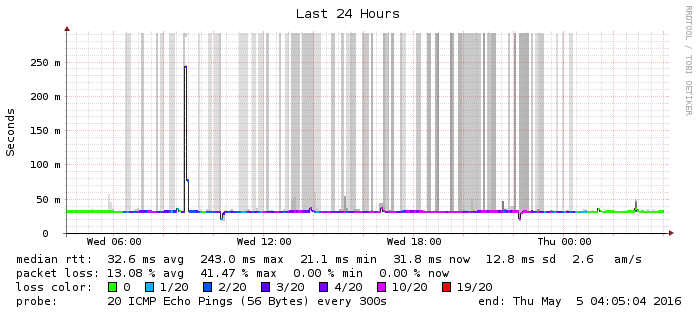 Last 24 Hours
RRDTOOL / TOBI OETIKER
Seconds
250 m
200 m
150 m
100 m
50 m
0
Wed 06:00 Wed 12:00 Wed 18:00 Thu 00:00
median rtt: 32.6 ms avg 243.0 ms max 21.1 ms min 31.8 ms now 12.8 ms sd 2.6 am/s
packet loss: 13.08 % avg 41.47 % max 0.00 % min 0.00 % now
loss color: 0 1/20 2/20 3/20 4/20 10/20 19/20
probe: 20 ICMP Echo Pings (56 Bytes) every 300s end: Thu May 5 04:05:04 2016